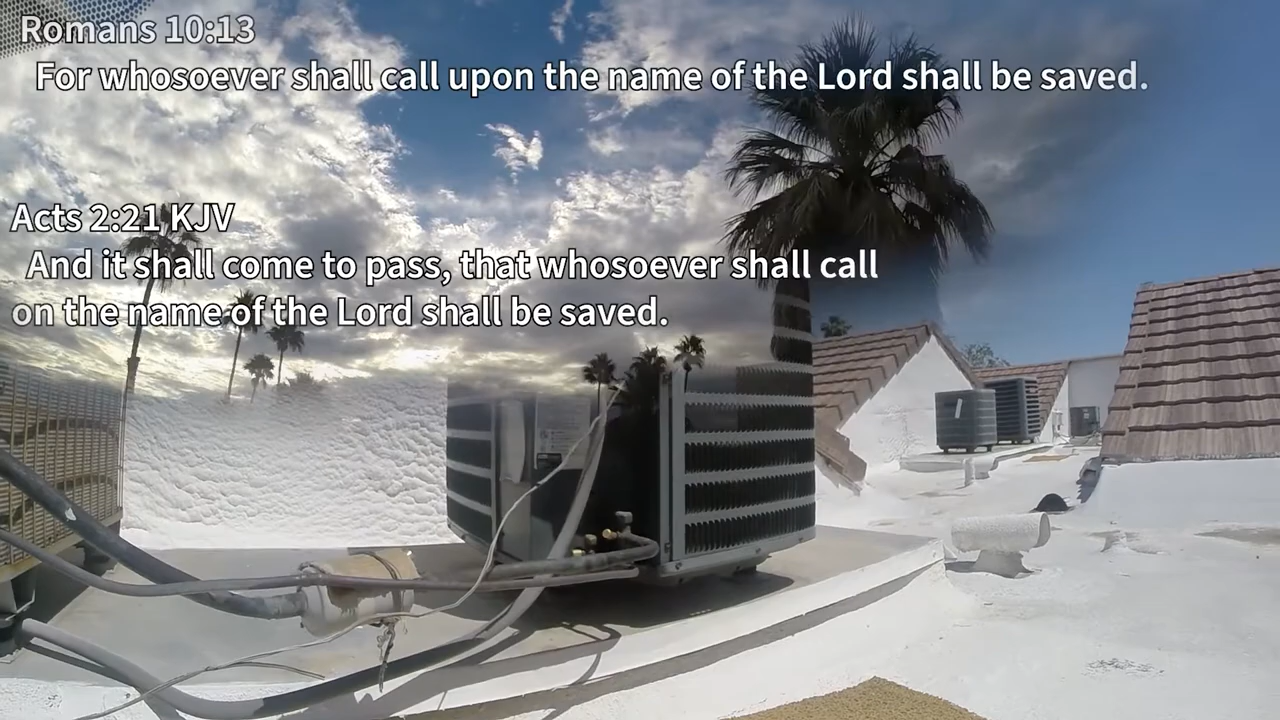 Romans 10:13
For whosoever shall call upon the name of the Lord shall be saved.
Acts 2:21 KJV
And it shall come to pass, that whosoever shall call
on the name of the Lord shall be saved.